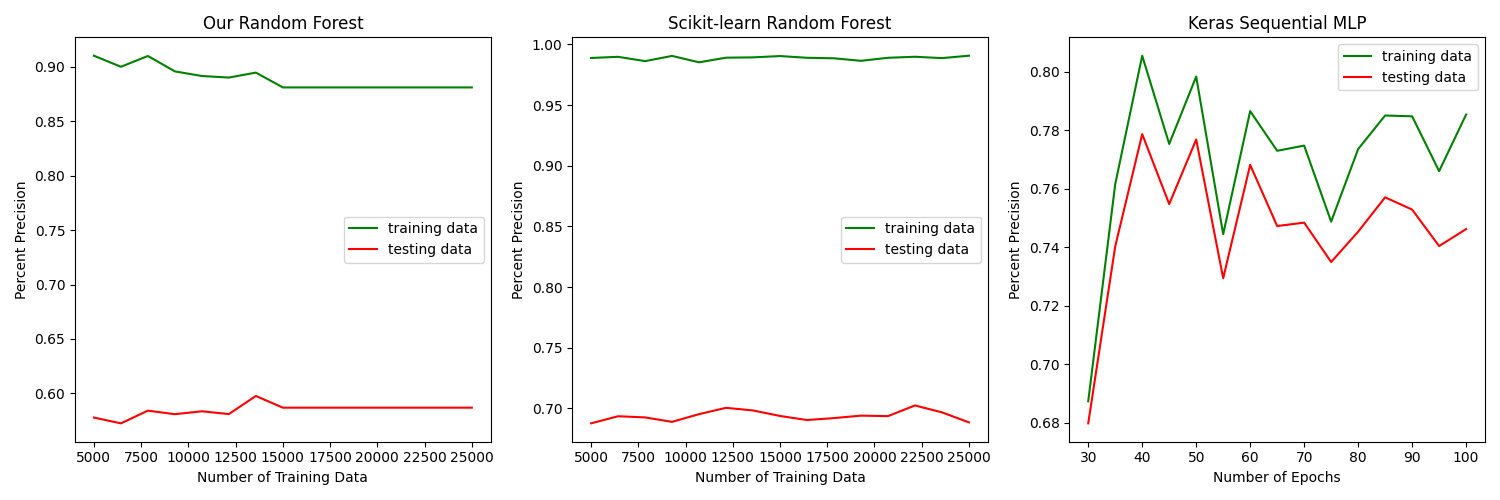 Our Random Forest
Percent Precision
0.90
0.85
0.80
0.75
0.70
0.65
0.60
training data
testing data
5000 7500 10000 12500 15000 17500 20000 22500 25000
Number of Training Data
Scikit-learn Random Forest
Percent Precision
1.00
0.95
0.90
0.85
0.80
0.75
0.70
training data
testing data
5000 7500 10000 12500 15000 17500 20000 22500 25000
Number of Training Data
Keras Sequential MLP
Percent Precision
0.80
0.78
0.76
0.74
0.72
0.70
0.68
training data
testing data
30 40 50 60 70 80 90 100
Number of Epochs